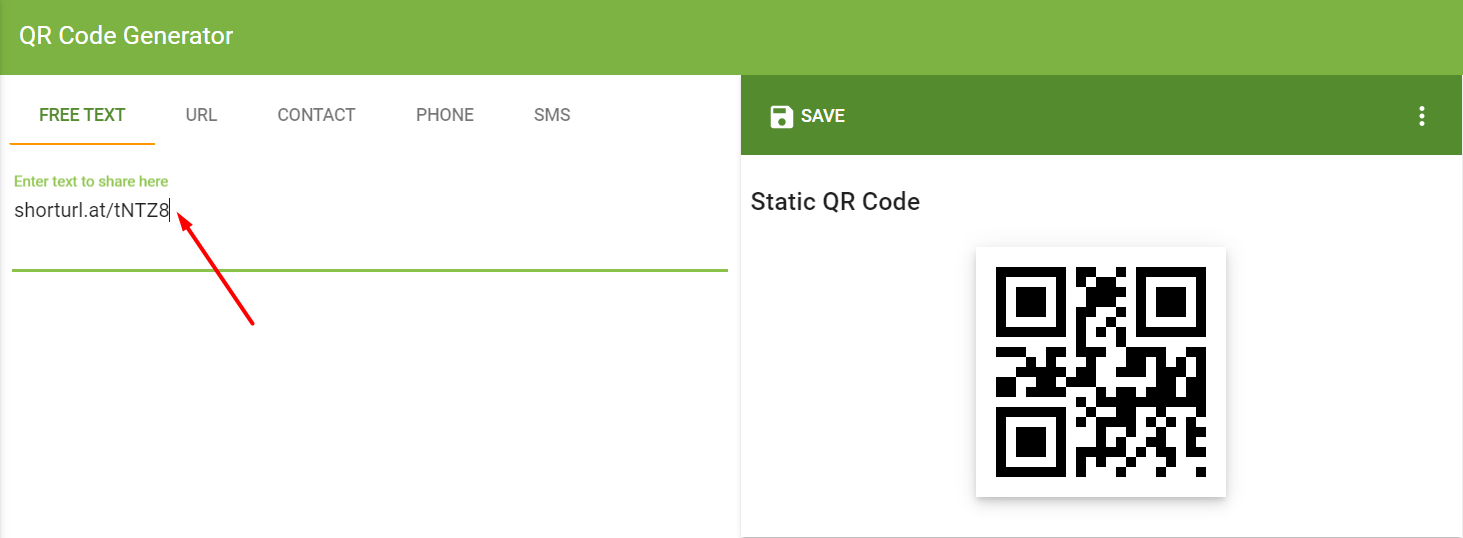 QR Code Generator
FREE TEXT URL CONTACT PHONE SMS
Enter text to share here
shorturl.at/tNTZ8
SAVE
Static QR Code